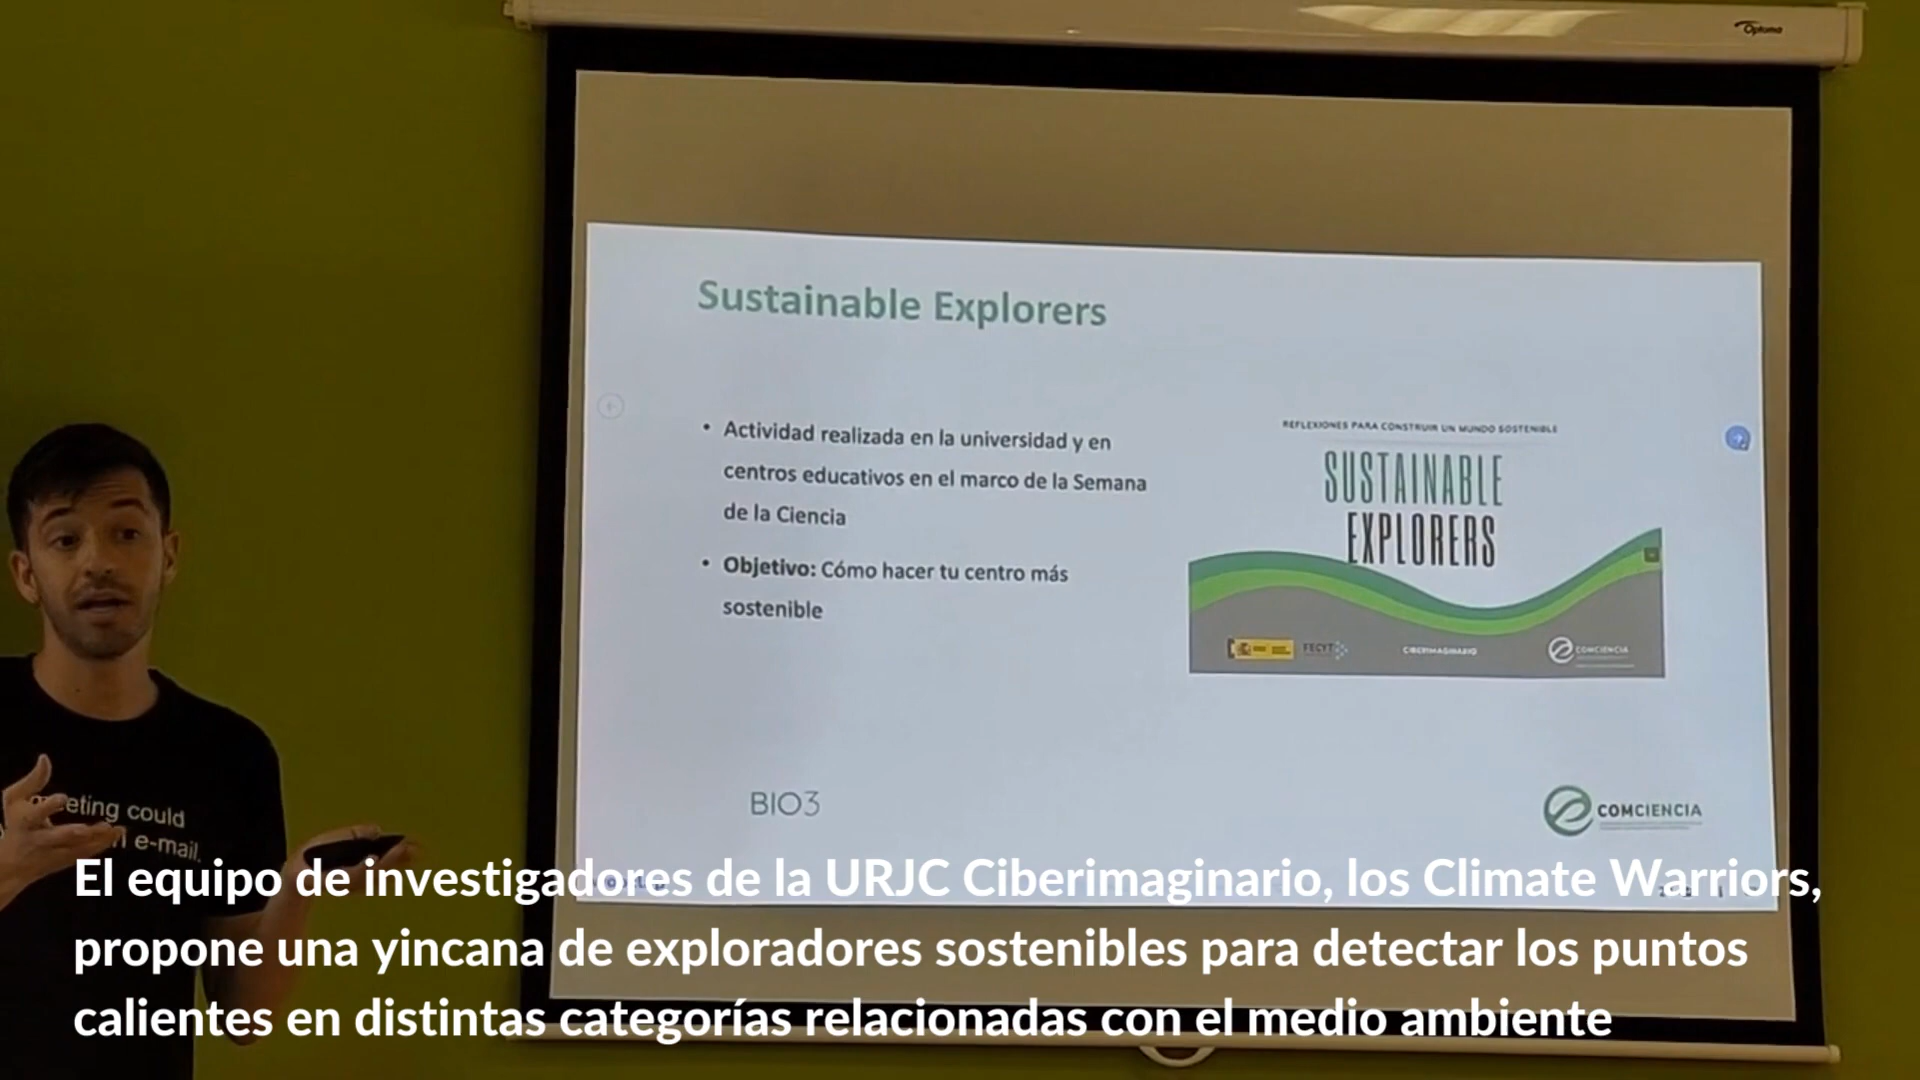 Optoma
Sustainable Explorers
• Actividad realizada en la universidad y en
centros educativos en el marco de la Semana
de la Ciencia
• Objetivo: Cómo hacer tu centro más
sostenible
REFLEXIONES PARA CONSTRUIR UN MUNDO SOSTENIBLE
SUSTAINABLE
EXPLORERS
FECYT
CIBERIMAGINARIO
COMCIENCIA
BIO3
COMCIENCIA
eting could
e-mail.
El equipo de investigadores de la URJC Ciberimaginario, los Climate Warriors,
propone una yincana de exploradores sostenibles para detectar los puntos
calientes en distintas categorías relacionadas con el medio ambiente